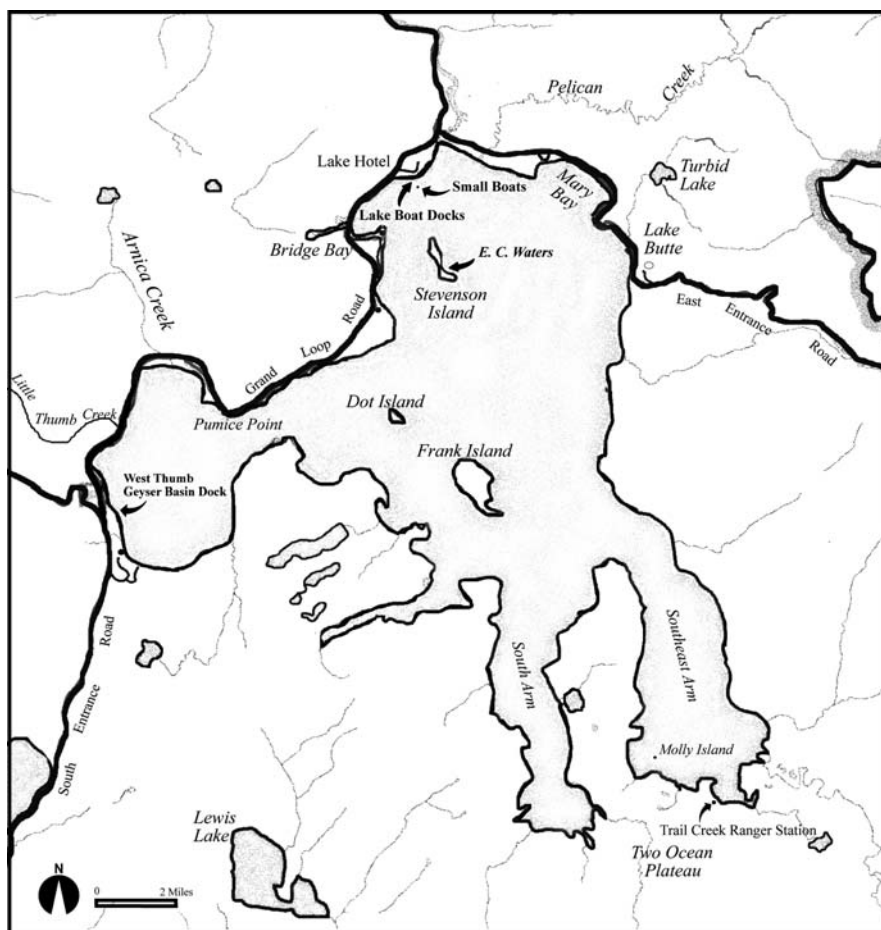 Pelican
Creek
Lake Hotel
Small Boats
Lake Boat Docks
Mary
Bay
Turbid
Lake
Lake
Butte
Bridge Bay
E. C. Waters
Stevenson
Island
Arnica Creek
East Entrance Road
Grand Loop Road
Little Thumb Creek
Pumice Point
Dot Island
Frank Island
West Thumb
Geyser Basin Dock
South Entrance Road
South Arm
Southeast Arm
Molly Island
Trail Creek Ranger Station
Two Ocean
Plateau
Lewis
Lake
N
0 2 Miles